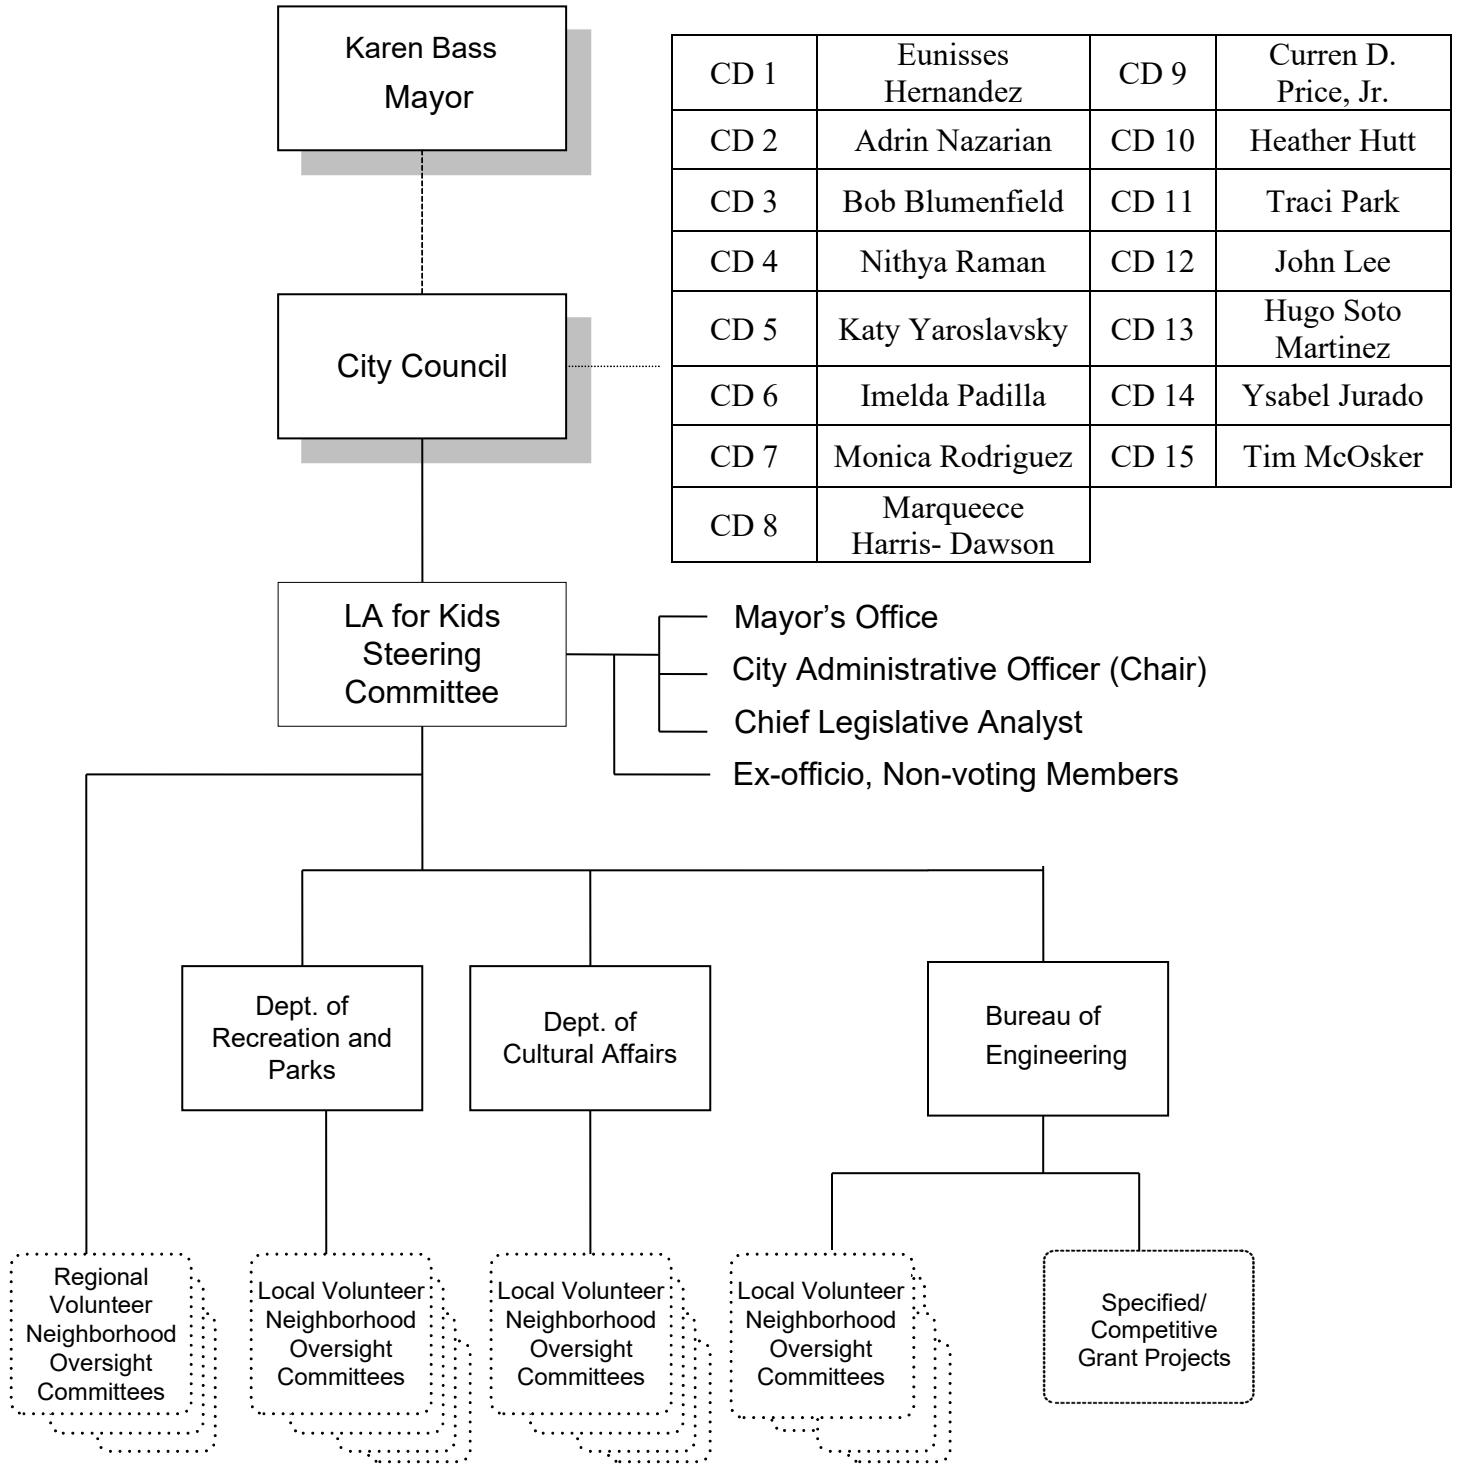 Karen Bass
Mayor
CD 1
Eunisses
Hernandez
CD 9
Curren D.
Price, Jr.
CD 2
Adrin Nazarian
CD 10
Heather Hutt
CD 3
Bob Blumenfield
CD 11
Traci Park
CD 4
Nithya Raman
CD 12
John Lee
CD 5
Katy Yaroslavsky
CD 13
Hugo Soto
Martinez
CD 6
Imelda Padilla
CD 14
Ysabel Jurado
CD 7
Monica Rodriguez
CD 15
Tim McOsker
CD 8
Marqueece
Harris- Dawson
City Council
LA for Kids
Steering
Committee
Mayor’s Office
City Administrative Officer (Chair)
Chief Legislative Analyst
Ex-officio, Non-voting Members
Dept. of
Recreation and
Parks
Dept. of
Cultural Affairs
Bureau of
Engineering
Regional
Volunteer
Neighborhood
Oversight
Committees
Local Volunteer
Neighborhood
Oversight
Committees
Local Volunteer
Neighborhood
Oversight
Committees
Local Volunteer
Neighborhood
Oversight
Committees
Specified/
Competitive
Grant Projects